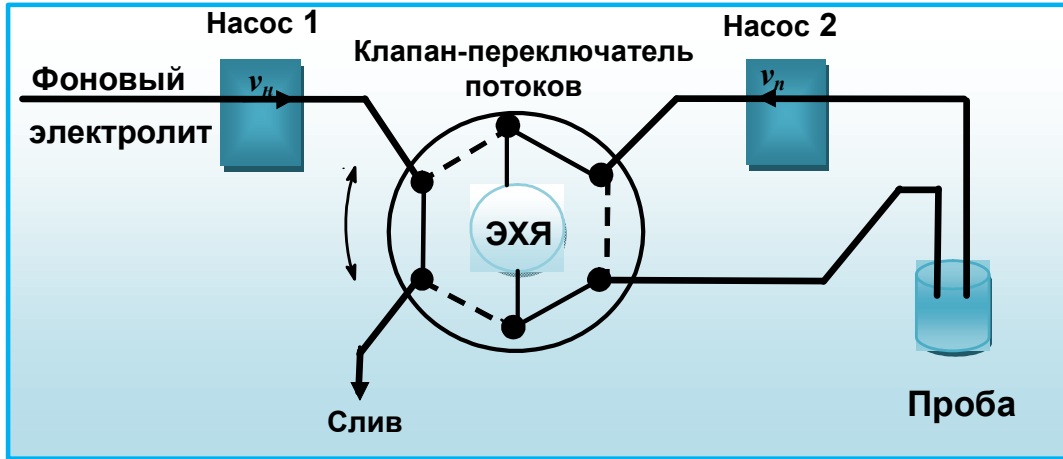 Насос 1
Насос 2
Клапан-переключатель
потоков
Фоновый
электролит
vн
vп
ЭХЯ
Слив
Проба